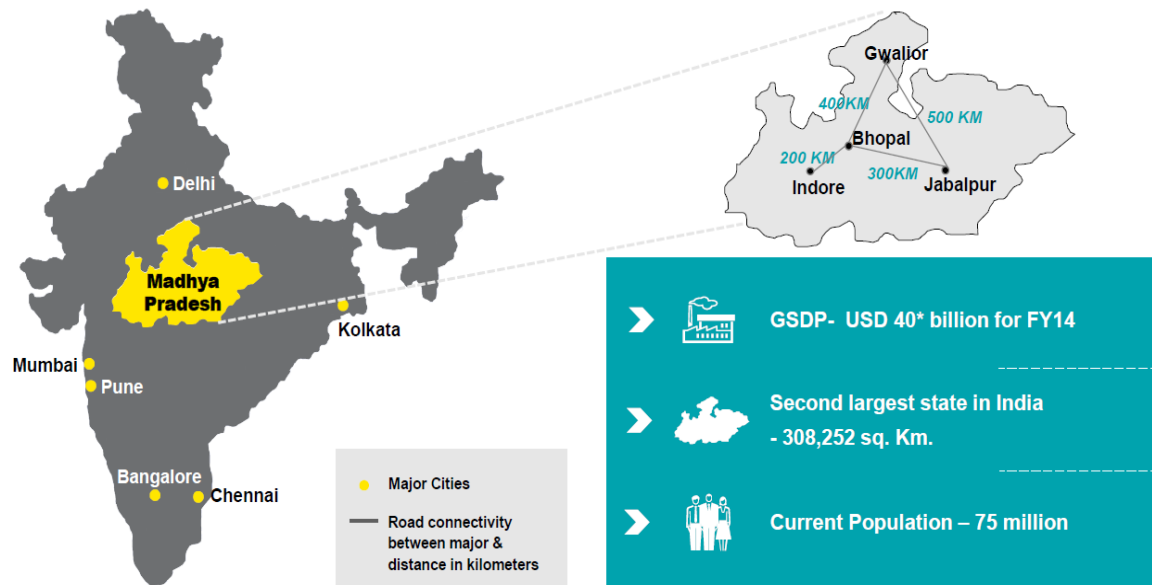 Delhi
Madhya
Pradesh
Kolkata
Mumbai
Pune
Bangalore
Chennai
Major Cities
Road connectivity
between major &
distance in kilometers
Gwalior
400KM
500 KM
Bhopal
200 KM
300KM
Indore
Jabalpur
GSDP- USD 40* billion for FY14
Second largest state in India
- 308,252 sq. Km.
Current Population – 75 million